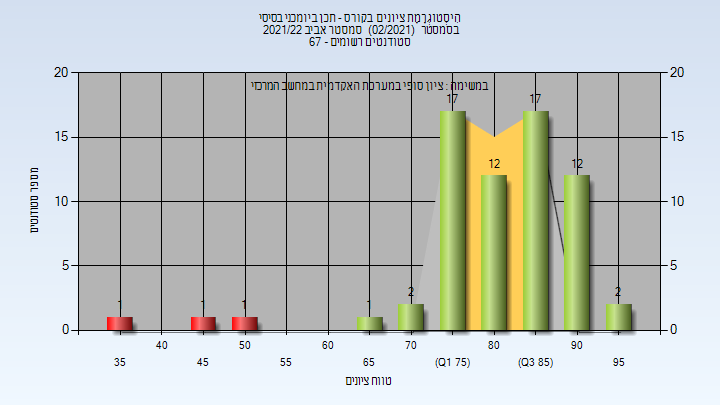 היסטוגרמת ציונים בקורס - תכן ביומכני בסיסי
בסמסטר (02/2021) סמסטר אביב 2021/22
סטודנטים רשומים - 67
במשימה : ציון סופי במערכת האקדמית במחשב המרכזי
20 20
15 15
10 10
5 5
0 0
מספר סטודנטים
1 1 1 1 2 17 12 17 12 2
40 50 60 70 80 90
35 45 55 65 (Q1 75) (Q3 85) 95
טווח ציונים